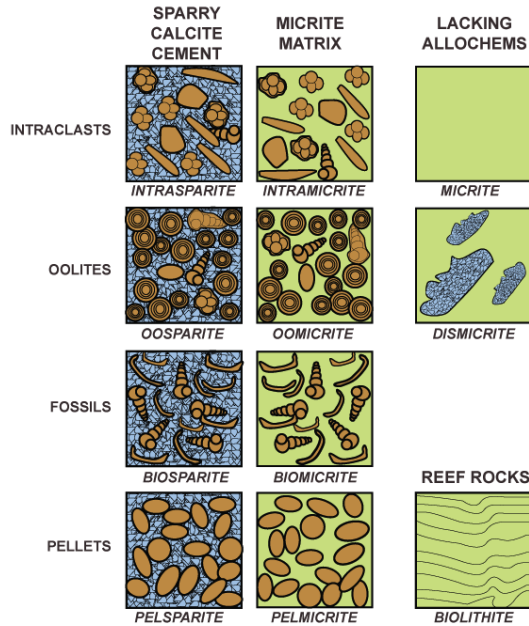 SPARRY
CALCITE
CEMENT
MICRITE
MATRIX
LACKING
ALLOCHEMS
INTRACLASTS
INTRASPARITE
INTRAMICRITE
MICRITE
OOLITES
OOSPARITE
OOMICRITE
DISMICRITE
FOSSILS
BIOSPARITE
BIOMICRITE
REEF ROCKS
PELLETS
PELSPARITE
PELMICRITE
BIOLITHITE